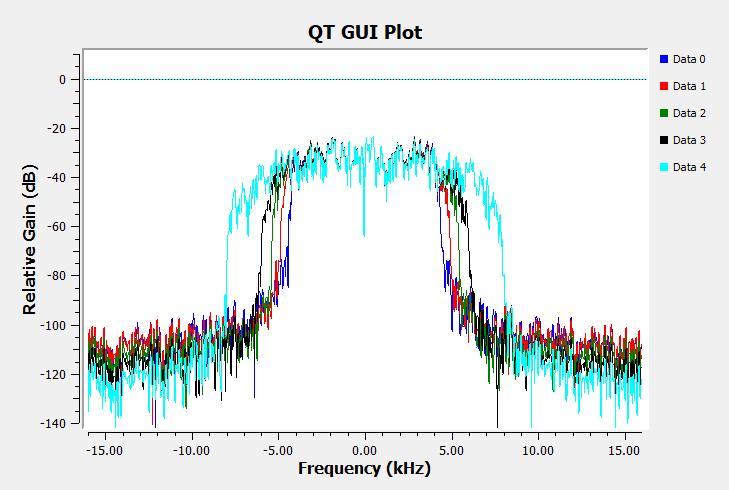 QT GUI Plot
Data 0
Data 1
Data 2
Data 3
Data 4
Relative Gain (dB)
0
-20
-40
-60
-80
-100
-120
-140
-15.00 -10.00 -5.00 0.00 5.00 10.00 15.00
Frequency (kHz)